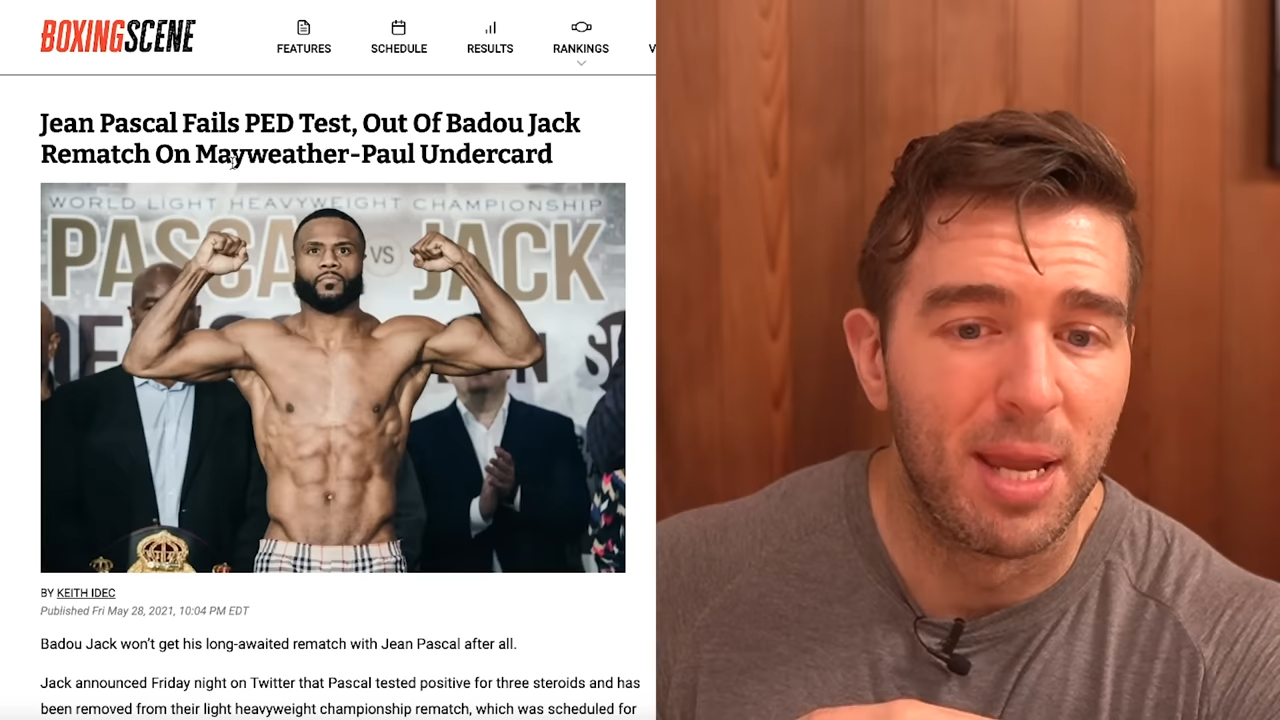 BOXINGSCENE
FEATURES
SCHEDULE
RESULTS
RANKINGS
V
Jean Pascal Fails PED Test, Out Of Badou Jack
Rematch On Mayweather-Paul Undercard
WORLD LIGHT HEAVYWEIGHT CHAMPIONSHIP
PASCA VS JACK
BY KEITH IDEC
Published Fri May 28, 2021, 10:04 PM EDT
Badou Jack won't get his long-awaited rematch with Jean Pascal after all.
Jack announced Friday night on Twitter that Pascal tested positive for three steroids and has
been removed from their light heavyweight championship rematch, which was scheduled for